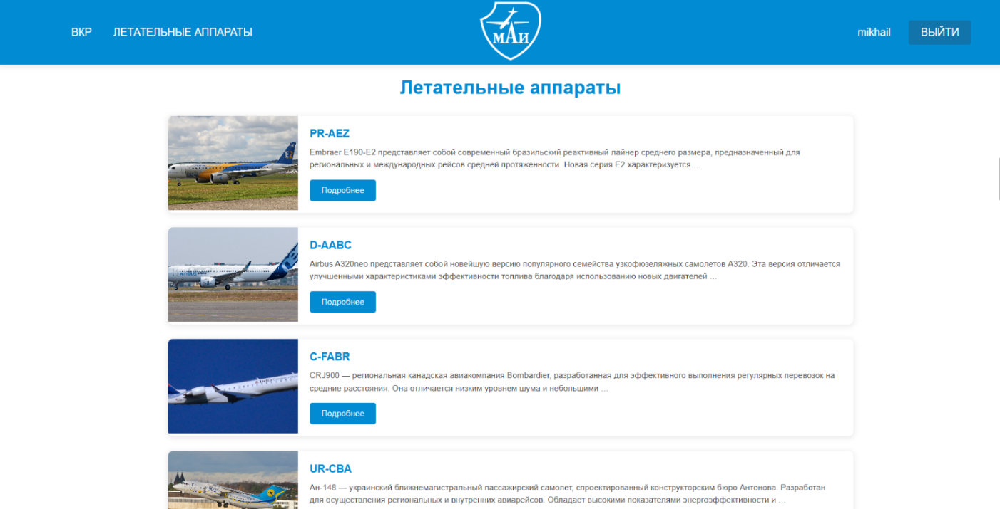 ВКР ЛЕТАТЕЛЬНЫЕ АППАРАТЫ
МАИ
mikhail ВЫЙТИ
Летательные аппараты
PR-AEZ
Embraer E190-E2 представляет собой современный бразильский реактивный лайнер среднего размера, предназначенный для
региональных и международных рейсов средней протяженности. Новая серия E2 характеризуется ...
Подробнее
E2
D-AABC
Airbus A320neo представляет собой новейшую версию популярного семейства узкофюзеляжных самолетов A320. Эта версия отличается
улучшенными характеристиками эффективности топлива благодаря использованию новых двигателей ...
Подробнее
AIRBUS
C-FABR
CRJ900 — региональная канадская авиакомпания Bombardier, разработанная для эффективного выполнения регулярных перевозок на
средние расстояния. Она отличается низким уровнем шума и небольшими ...
Подробнее
UR-CBA
Ан-148 — украинский ближнемагистральный пассажирский самолет, спроектированный конструкторским бюро Антонова. Разработан
для осуществления региональных и внутренних авиарейсов. Обладает высокими показателями энергоэффективности и ...